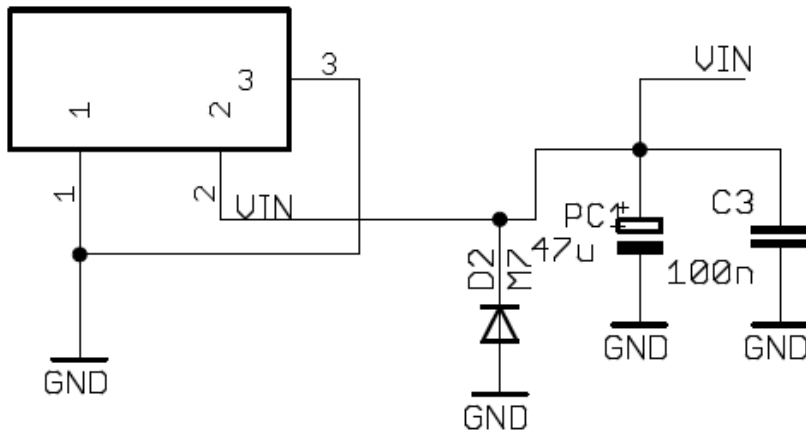 3
3
1
2
1
2
VIN
GND
D2
M7
GND
VIN
PC1
+
47u
GND
C3
100n
GND